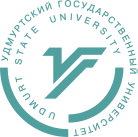 УДМУРТСКИЙ ГОСУДАРСТВЕННЫЙ УНИВЕРСИТЕТ
UDMURT STATE UNIVERSITY